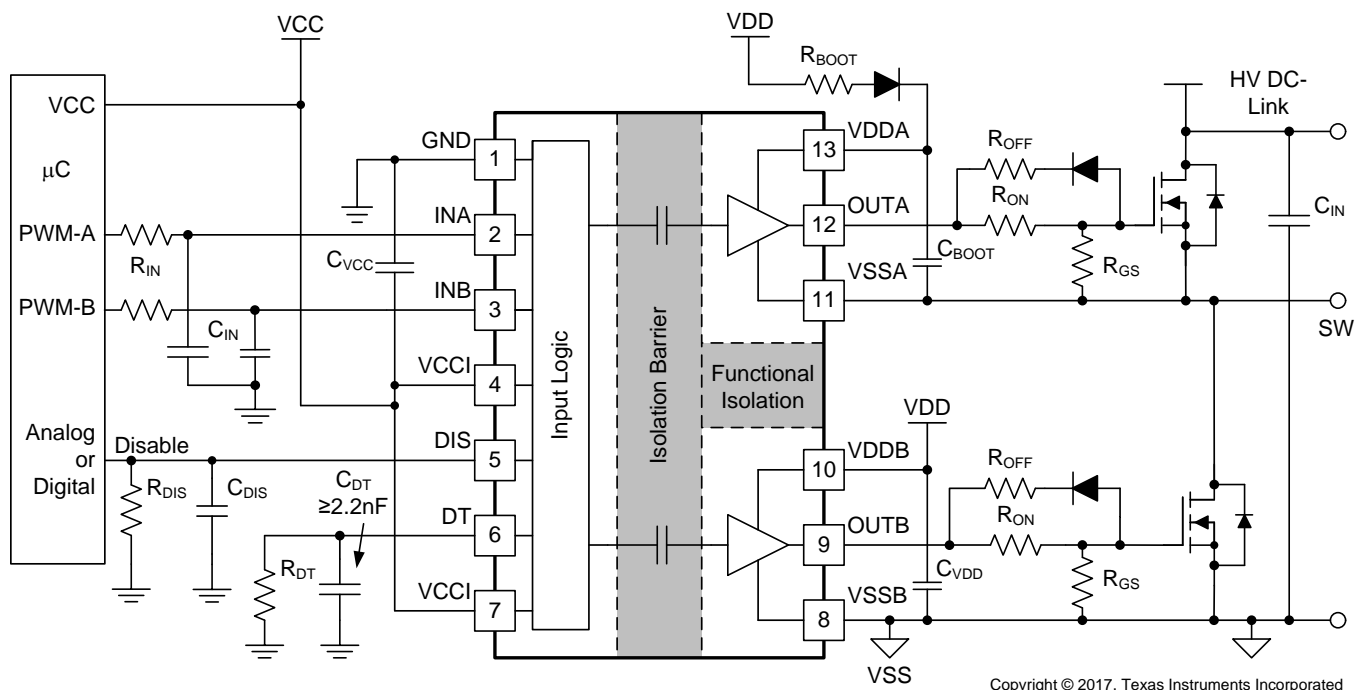 VCC
VDD
R_BOOT
HV DC-
Link
VCC
µC
GND
1
INA
2
INB
3
VCCI
4
DIS
5
DT
6
VCCI
7
PWM-A
R_IN
PWM-B
C_IN
C_VCC
Analog
or
Digital
Disable
R_DIS
C_DIS
C_DT
≥2.2nF
R_DT
Input Logic
Isolation Barrier
Functional
Isolation
VDDA
13
OUTA
12
VSSA
11
C_BOOT
R_OFF
R_ON
R_GS
C_IN
SW
VDD
VDDB
10
OUTB
9
VSSB
8
C_VDD
R_OFF
R_ON
R_GS
VSS
Copyright © 2017, Texas Instruments Incorporated